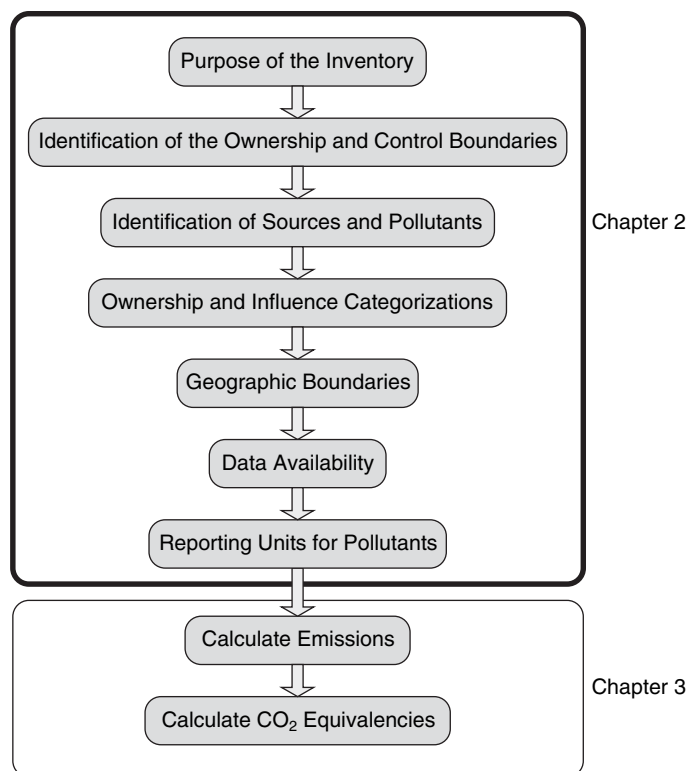 Purpose of the Inventory
Identification of the Ownership and Control Boundaries
Identification of Sources and Pollutants
Chapter 2
Ownership and Influence Categorizations
Geographic Boundaries
Data Availability
Reporting Units for Pollutants
Calculate Emissions
Chapter 3
Calculate CO₂ Equivalencies